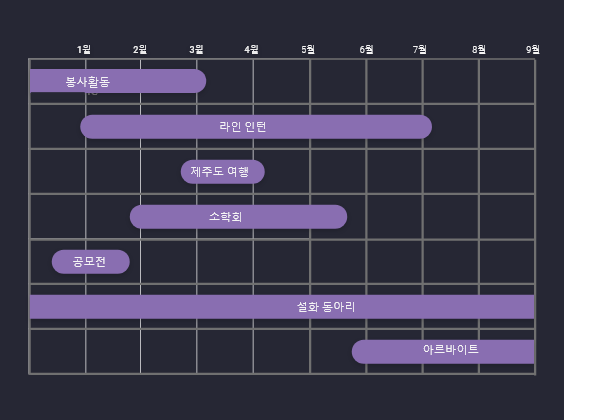 1월 2월 3월 4월 5월 6월 7월 8월 9월
봉사활동
라인 인턴
제주도 여행
소학회
공모전
설화 동아리
아르바이트